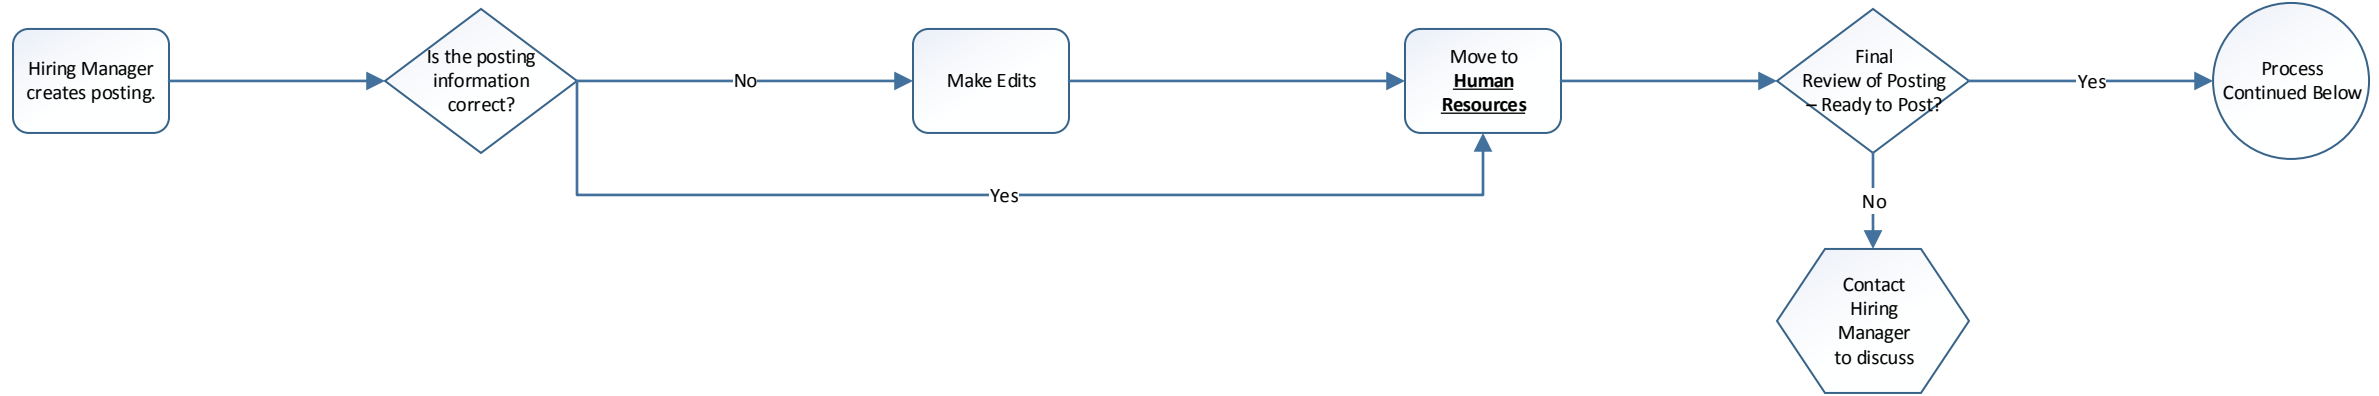 Hiring Manager
creates posting.
Is the posting
information
correct?
No
Make Edits
Yes
Move to
Human
Resources
Final
Review of Posting
– Ready to Post?
Yes
Process
Continued Below
No
Contact
Hiring
Manager
to discuss